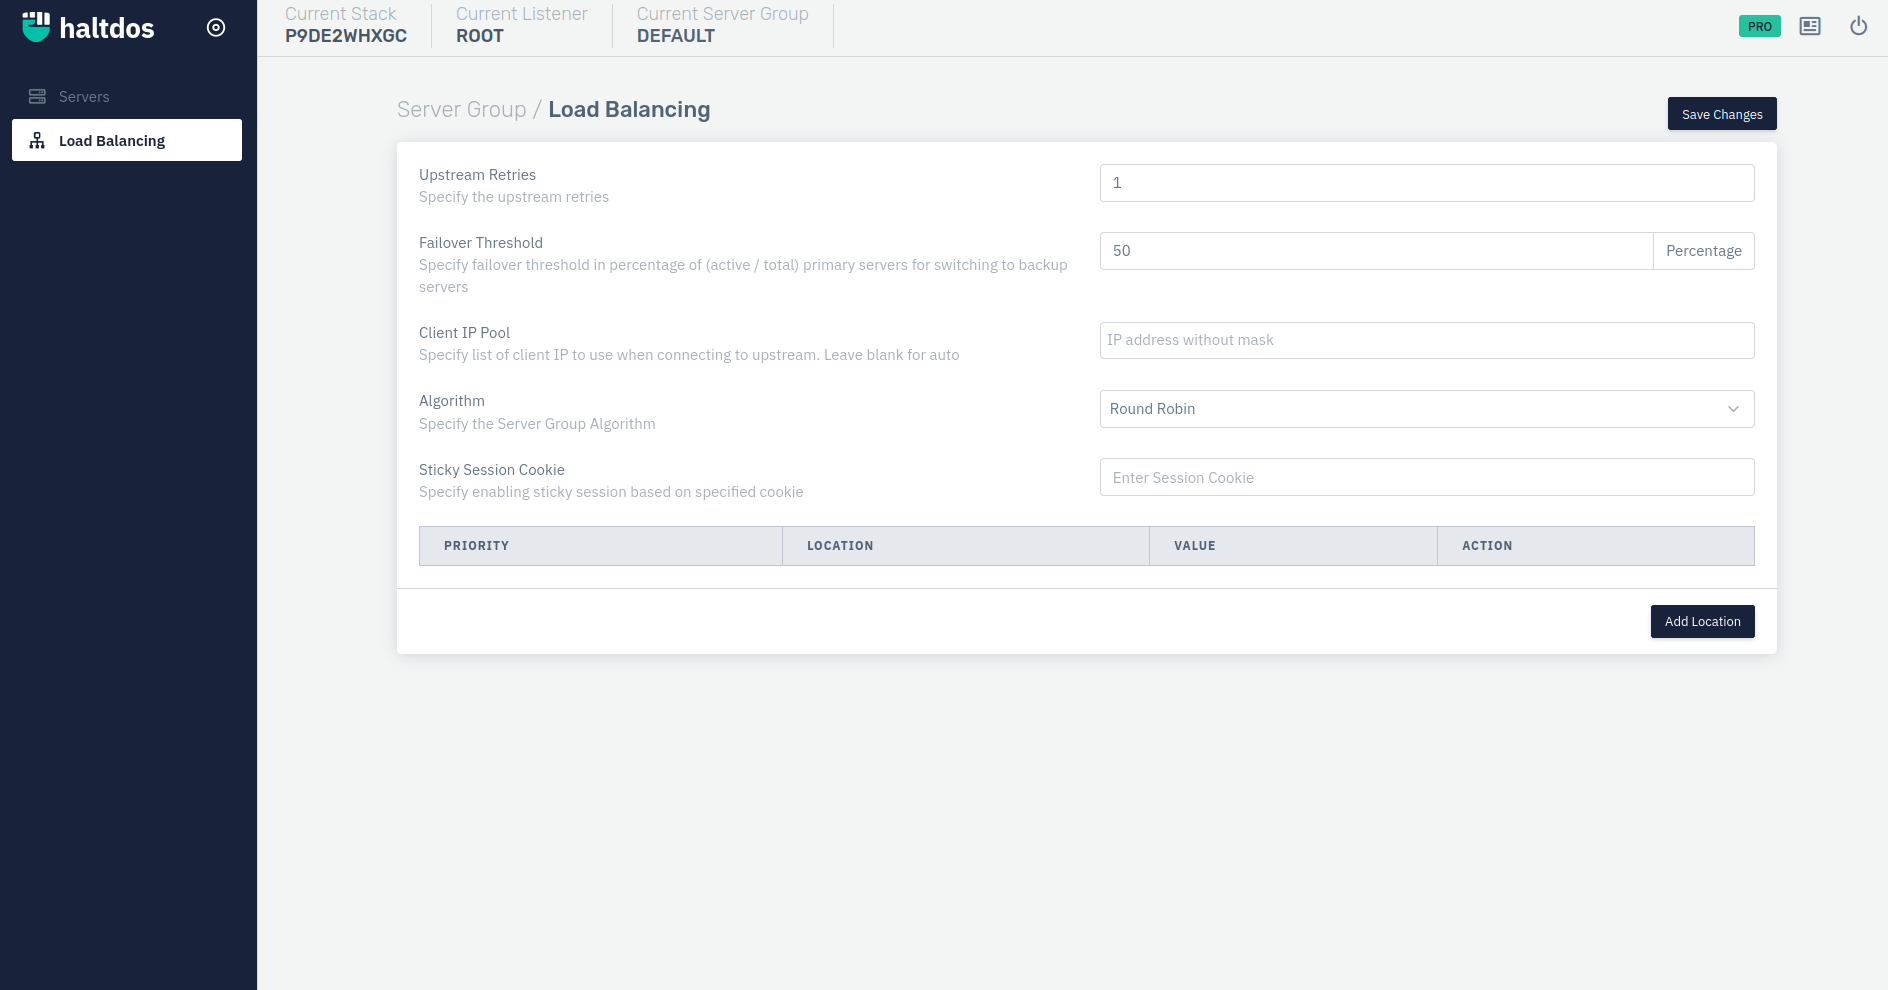 haltdos
Current Stack
P9DE2WHXGC
Current Listener
ROOT
Current Server Group
DEFAULT
PRO
Servers
Load Balancing
Server Group / Load Balancing
Save Changes
Upstream Retries
Specify the upstream retries
1
Failover Threshold
Specify failover threshold in percentage of (active / total) primary servers for switching to backup
servers
50
Percentage
Client IP Pool
Specify list of client IP to use when connecting to upstream. Leave blank for auto
IP address without mask
Algorithm
Specify the Server Group Algorithm
Round Robin
Sticky Session Cookie
Specify enabling sticky session based on specified cookie
Enter Session Cookie
PRIORITY LOCATION VALUE ACTION
Add Location